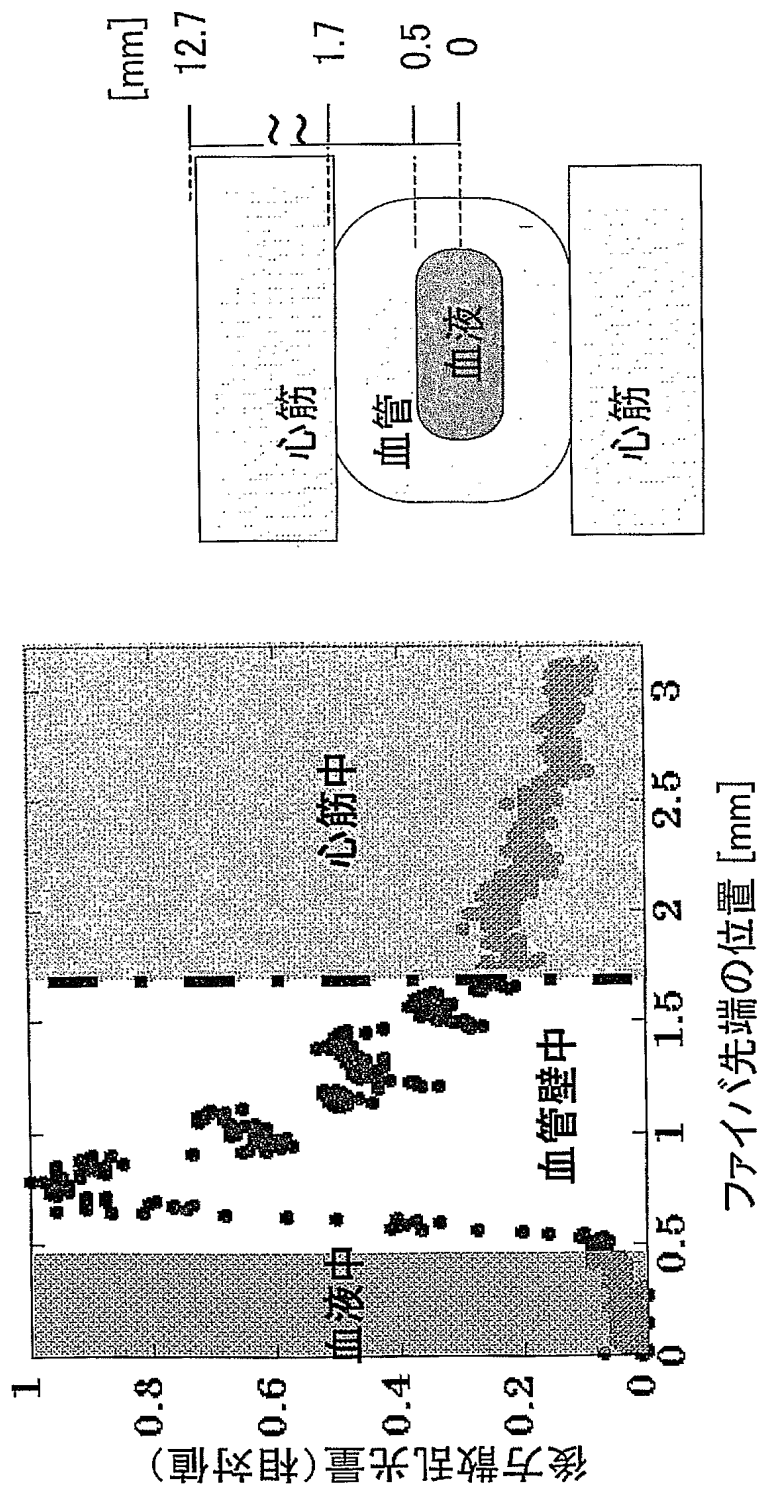 後方散乱光量(相対値)
1
0.8
0.6
0.4
0.2
0
血液中
血管壁中
心筋中
0
0.5
1
1.5
2
2.5
3
ファイバ先端の位置 [mm]
[mm]
12.7
1.7
0.5
0
心筋
血管
血液
心筋